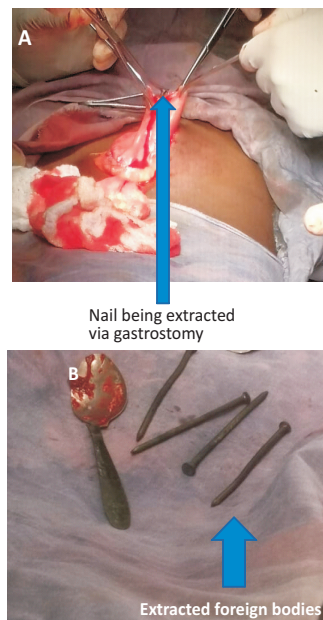 A
Nail being extracted
via gastrostomy
B
Extracted foreign bodies